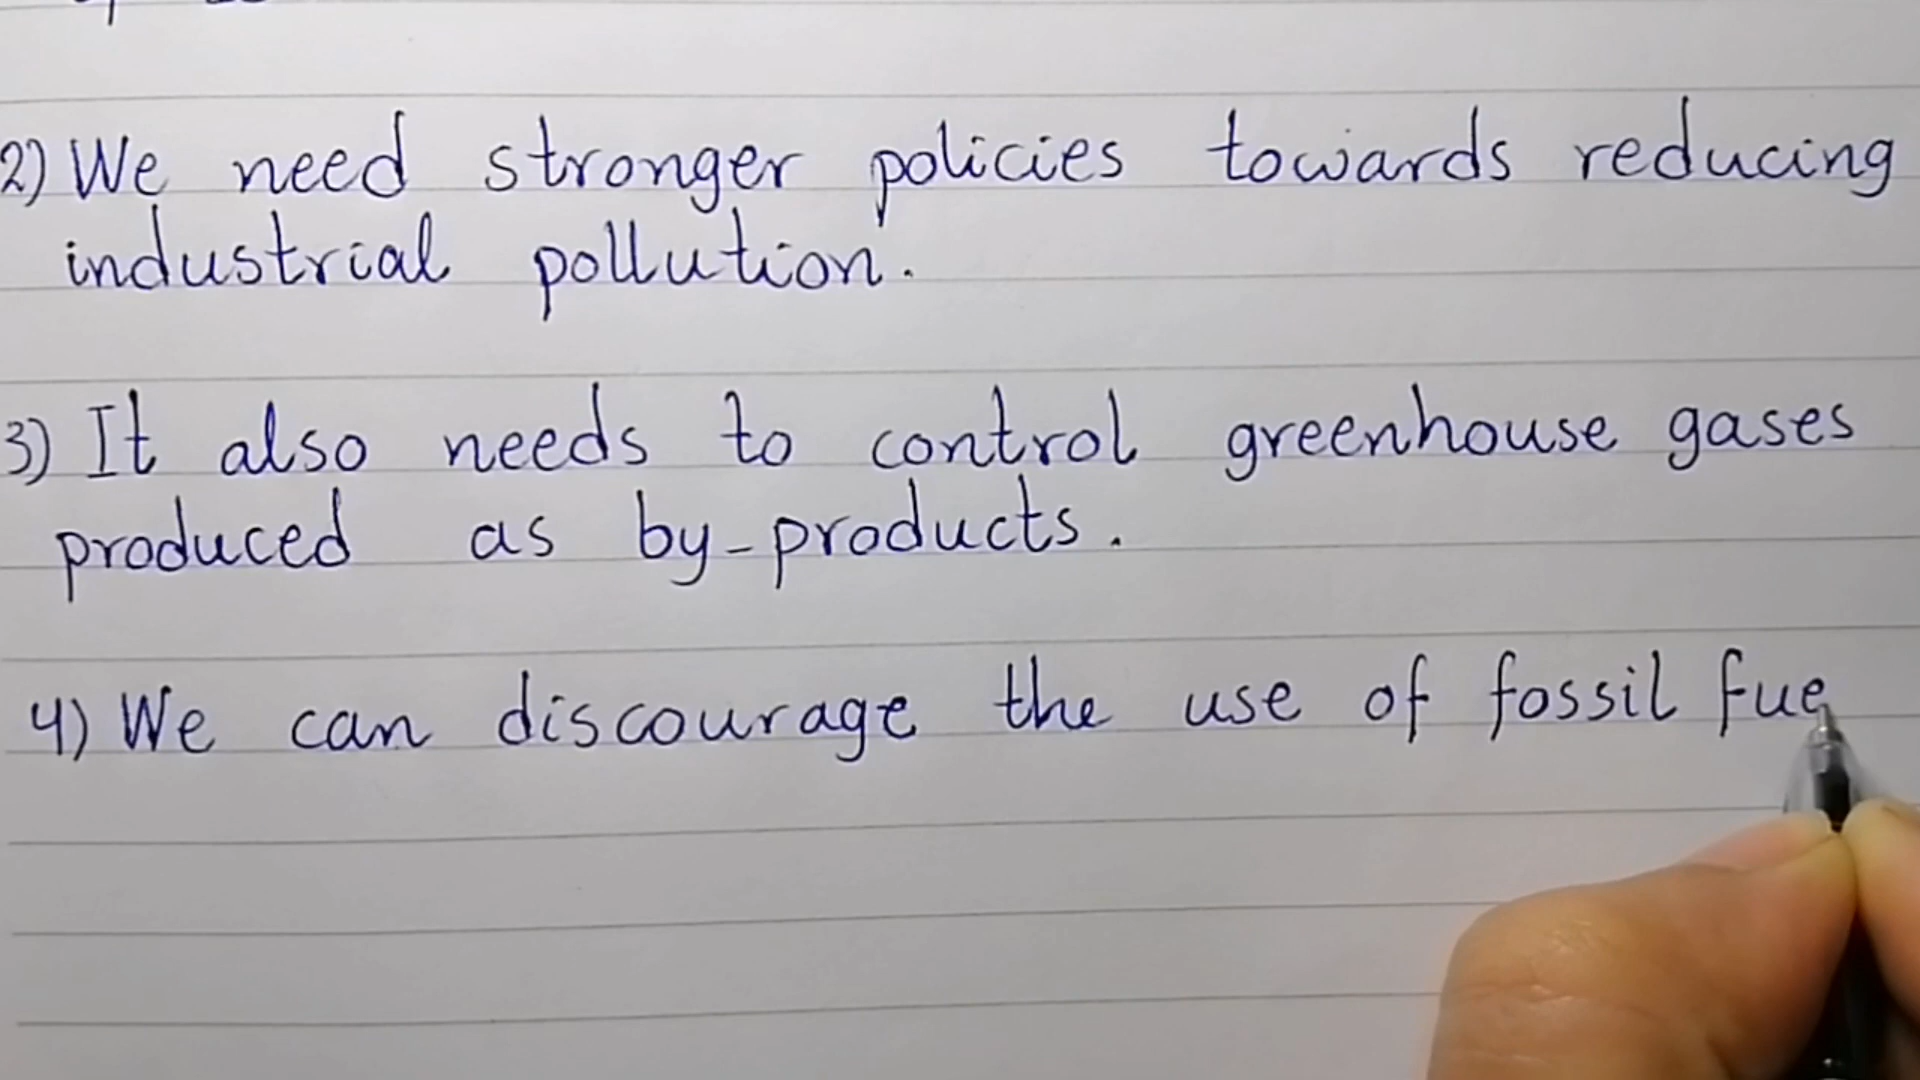 2) We need stronger policies towards reducing
industrial pollution.
3) It also needs to control greenhouse gases
produced as by-products.
4) We can discourage the use of fossil fue